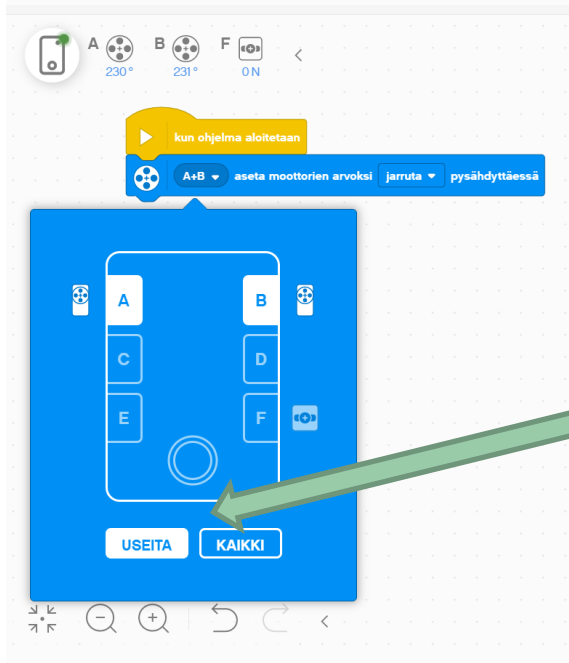 A B F
230° 231° 0 N
kun ohjelma aloitetaan
A+B aseta moottorien arvoksi jarruta pysähdyttäessä
A B
C D
E F
USEITA KAIKKI